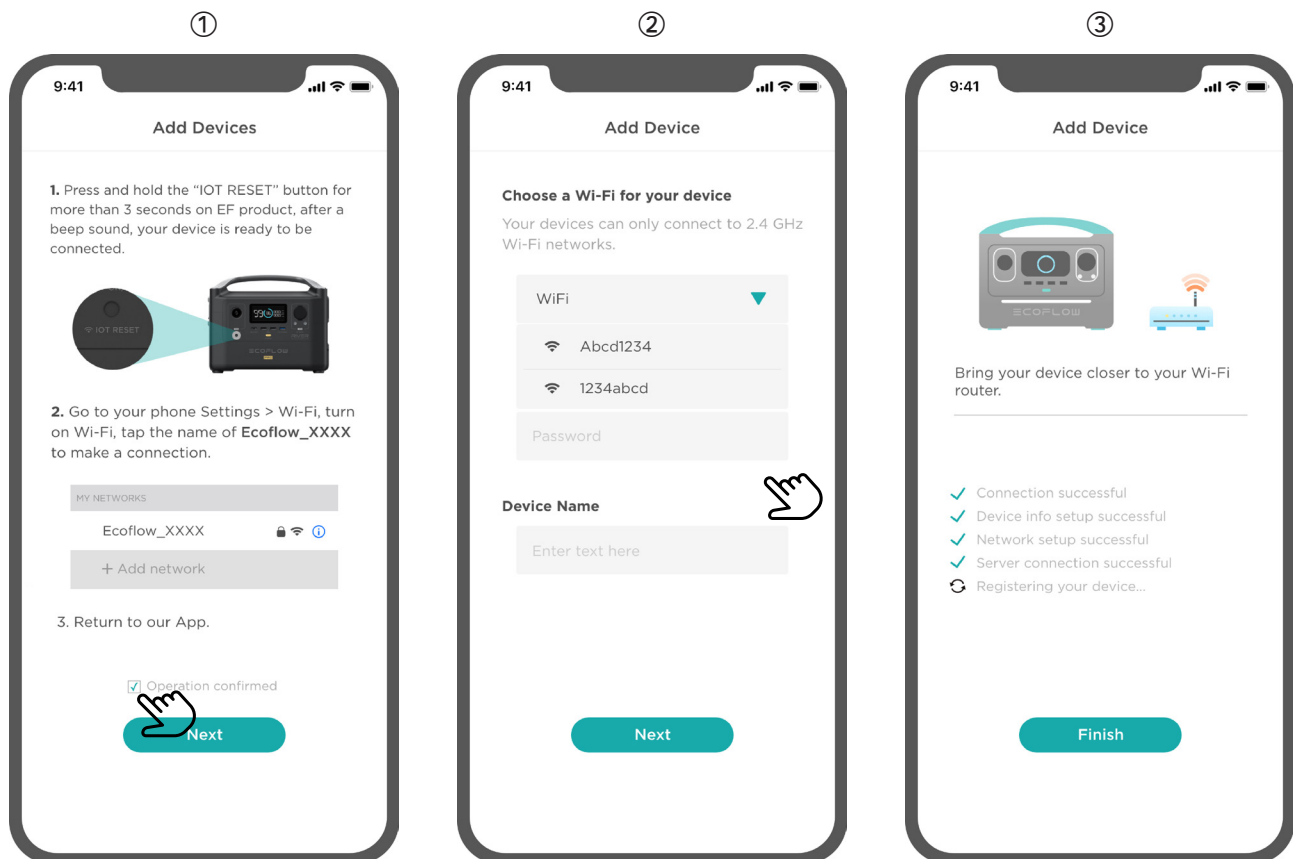 ①
9:41
Add Devices
1. Press and hold the “IOT RESET” button for
more than 3 seconds on EF product, after a
beep sound, your device is ready to be
connected.
IOT RESET
ECOFLOW
2. Go to your phone Settings > Wi-Fi, turn
on Wi-Fi, tap the name of Ecoflow_XXXX
to make a connection.
MY NETWORKS
Ecoflow_XXXX
+ Add network
3. Return to our App.
Operation confirmed
Next
②
9:41
Add Device
Choose a Wi-Fi for your device
Your devices can only connect to 2.4 GHz
Wi-Fi networks.
WiFi
Abcd1234
1234abcd
Password
Device Name
Enter text here
Next
③
9:41
Add Device
ECOFLOW
Bring your device closer to your Wi-Fi
router.
Connection successful
Device info setup successful
Network setup successful
Server connection successful
Registering your device...
Finish